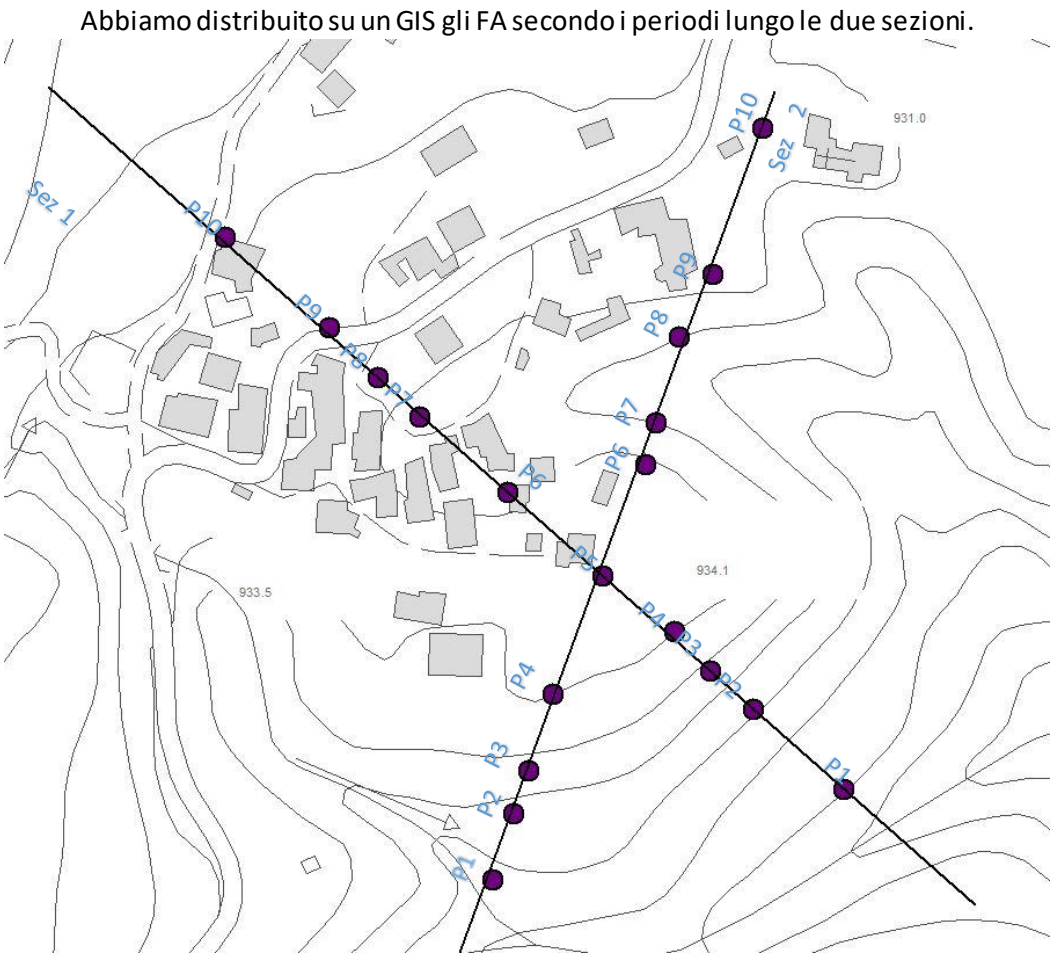 Abbiamo distribuito su un GIS gli FA secondo i periodi lungo le due sezioni.
P10
Sez 2
931.0
Sez 1
P10
P9
P9
P8
P8
P7
P7
P6
P6
P5
934.1
933.5
P4
P3
P4
P2
P3
P1
P2
P1